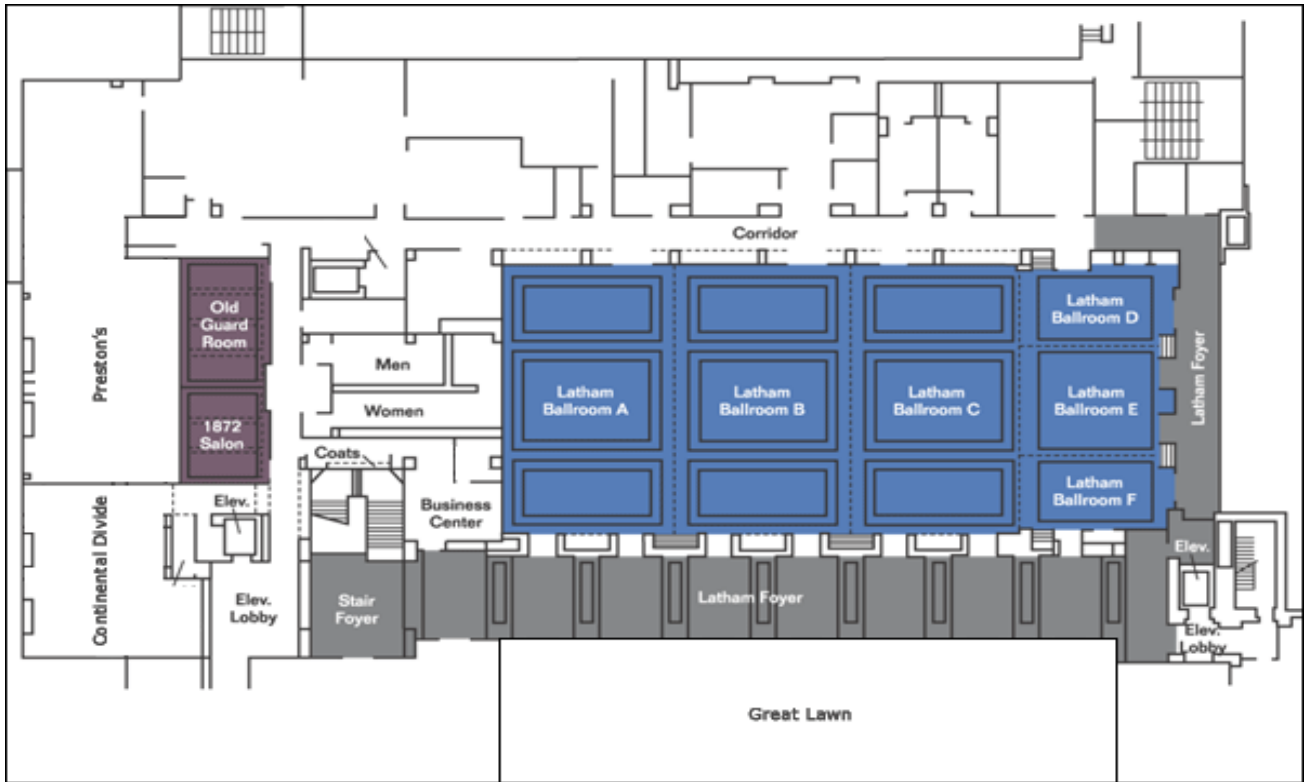 Corridor
Old
Guard
Room
Latham
Ballroom D
Preston's
Men
Latham Foyer
Latham
Ballroom A
Latham
Ballroom B
Latham
Ballroom C
Latham
Ballroom E
Women
1872
Salon
Coats
Latham
Ballroom F
Elev.
Business
Center
Continental Divide
Elev.
Elev.
Lobby
Stair
Foyer
Latham Foyer
Elev.
Lobby
Great Lawn